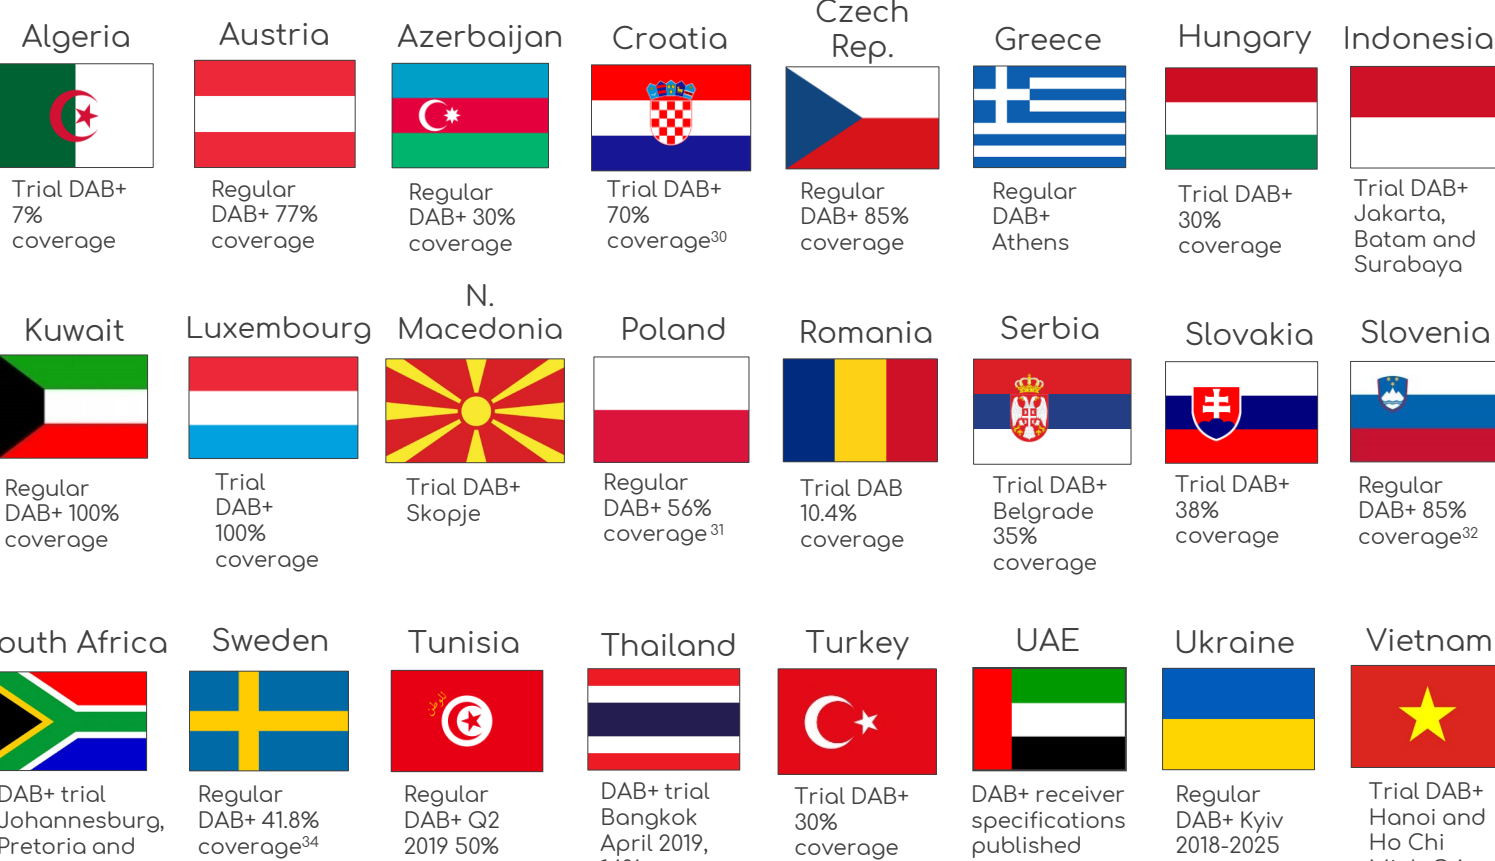 Algeria
Trial DAB+
7%
coverage
Austria
Regular
DAB+ 77%
coverage
Azerbaijan
Regular
DAB+ 30%
coverage
Croatia
Trial DAB+
70%
coverage30
Czech
Rep.
Regular
DAB+ 85%
coverage
Greece
Regular
DAB+
Athens
Hungary
Trial DAB+
30%
coverage
Indonesia
Trial DAB+
Jakarta,
Batam and
Surabaya
Kuwait
Regular
DAB+ 100%
coverage
Luxembourg
Trial
DAB+
100%
coverage
N.
Macedonia
Trial DAB+
Skopje
Poland
Regular
DAB+ 56%
coverage 31
Romania
Trial DAB
10.4%
coverage
Serbia
Trial DAB+
Belgrade
35%
coverage
Slovakia
Trial DAB+
38%
coverage
Slovenia
Regular
DAB+ 85%
coverage32
outh Africa
DAB+ trial
Johannesburg,
Pretoria and
Sweden
Regular
DAB+ 41.8%
coverage34
Tunisia
Regular
DAB+ Q2
2019 50%
Thailand
DAB+ trial
Bangkok
April 2019,
Turkey
Trial DAB+
30%
coverage
UAE
DAB+ receiver
specifications
published
Ukraine
Regular
DAB+ Kyiv
2018-2025
Vietnam
Trial DAB+
Hanoi and
Ho Chi